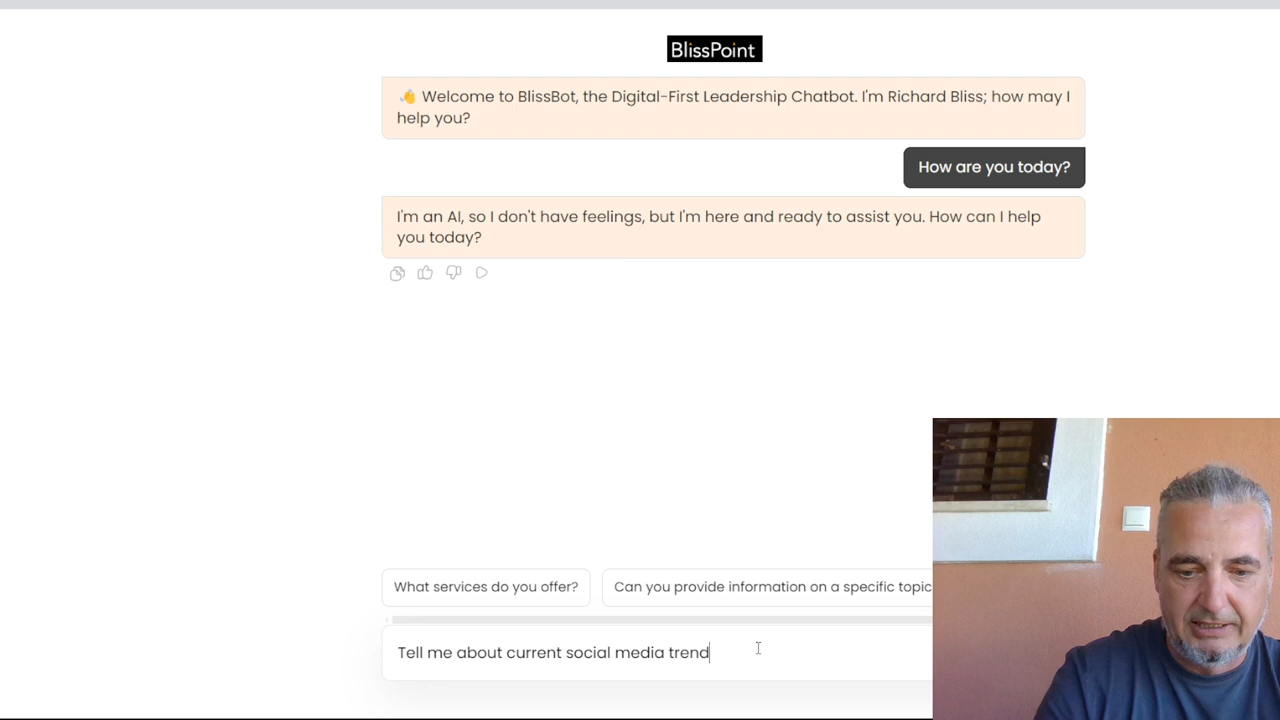 BlissPoint
👋 Welcome to BlissBot, the Digital-First Leadership Chatbot. I'm Richard Bliss; how may I
help you?
How are you today?
I'm an AI, so I don't have feelings, but I'm here and ready to assist you. How can I help
you today?
What services do you offer?
Can you provide information on a specific topic
Tell me about current social media trend